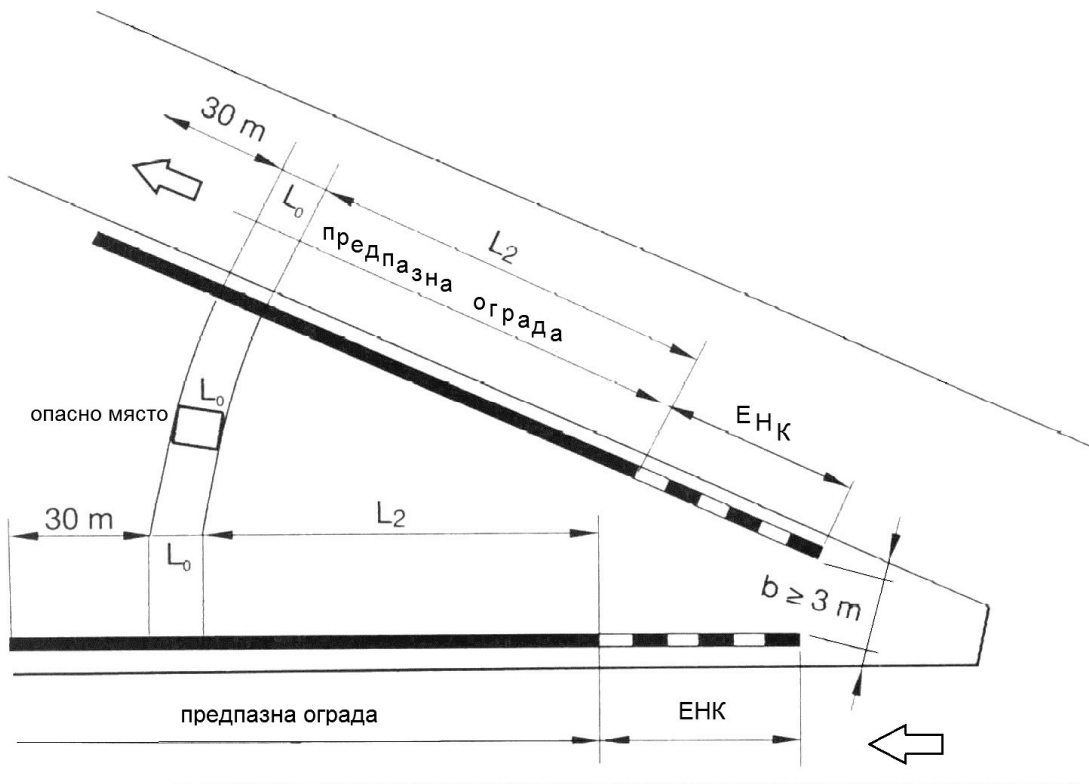 30 m
L₀
L₂
предпазна ограда
ЕНК
L₀
опасно място
30 m
L₂
L₀
b ≥ 3 m
предпазна ограда
ЕНК